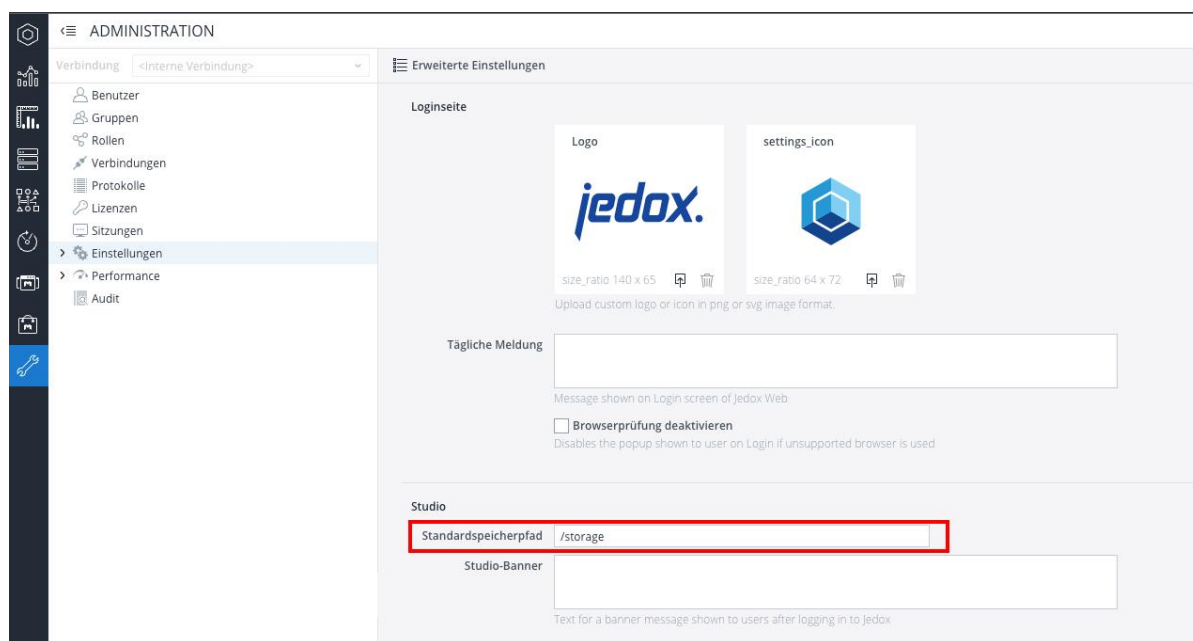 ADMINISTRATION
Verbindung <Interne Verbindung>
Benutzer
Gruppen
Rollen
Verbindungen
Protokolle
Lizenzen
Sitzungen
Einstellungen
Performance
Audit
Erweiterte Einstellungen
Loginseite
Logo
settings_icon
jedox.
size_ratio 140 x 65
size_ratio 64 x 72
Upload custom logo or icon in png or svg image format.
Tägliche Meldung
Message shown on Login screen of Jedox Web
Browserprüfung deaktivieren
Disables the popup shown to user on Login if unsupported browser is used
Studio
Standardspeicherpfad /storage
Studio-Banner
Text for a banner message shown to users after logging in to Jedox